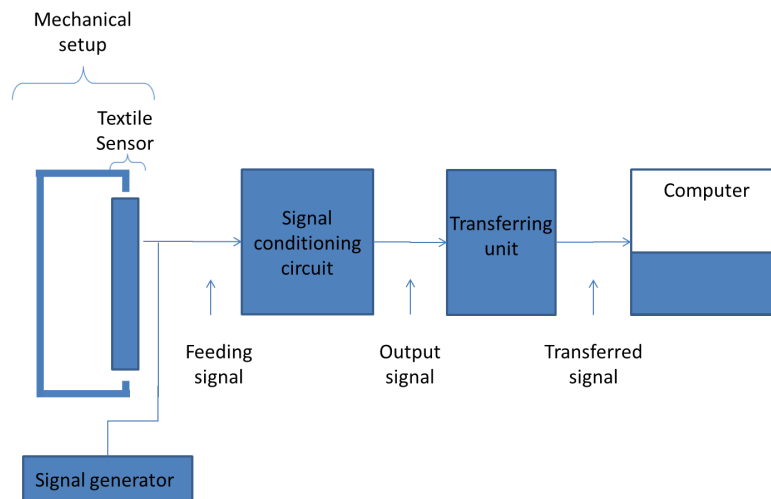 Mechanical
setup
Textile
Sensor
Signal
conditioning
circuit
Transferring
unit
Computer
Feeding
signal
Output
signal
Transferred
signal
Signal generator